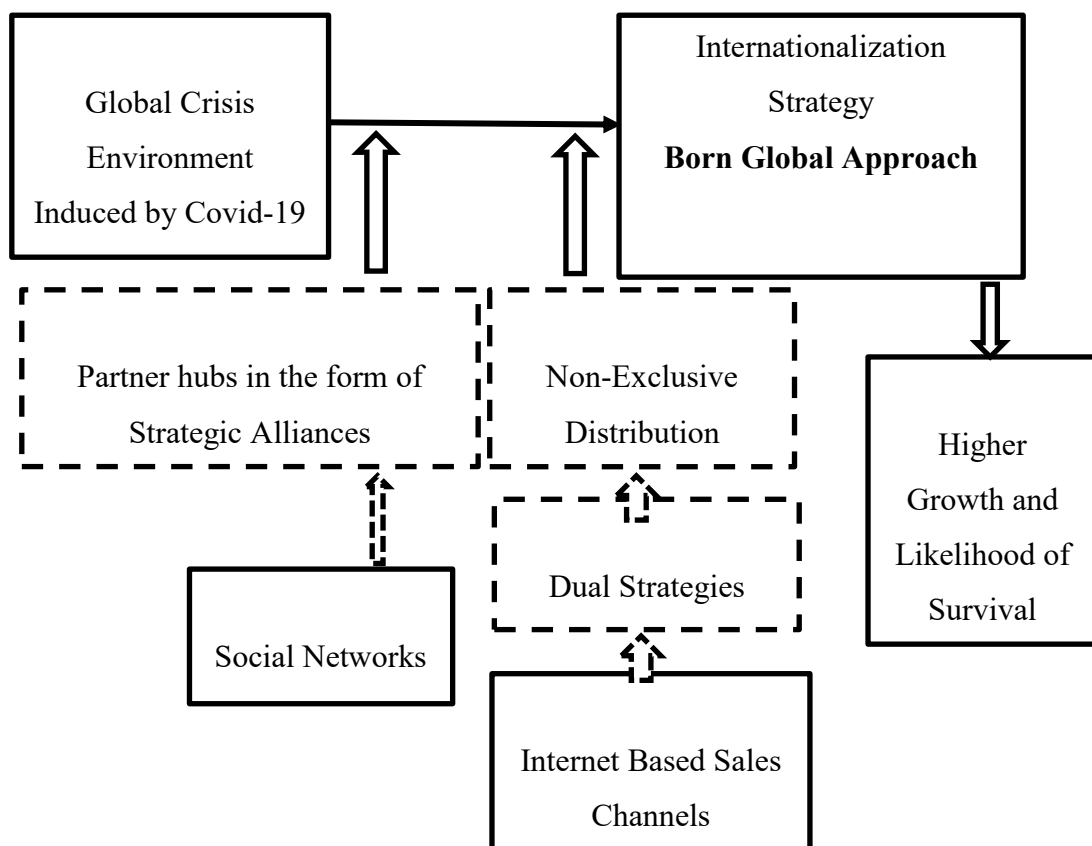 Global Crisis
Environment
Induced by Covid-19
Internationalization
Strategy
Born Global Approach
Partner hubs in the form of
Strategic Alliances
Non-Exclusive
Distribution
Higher
Growth and
Likelihood of
Survival
Dual Strategies
Social Networks
Internet Based Sales
Channels